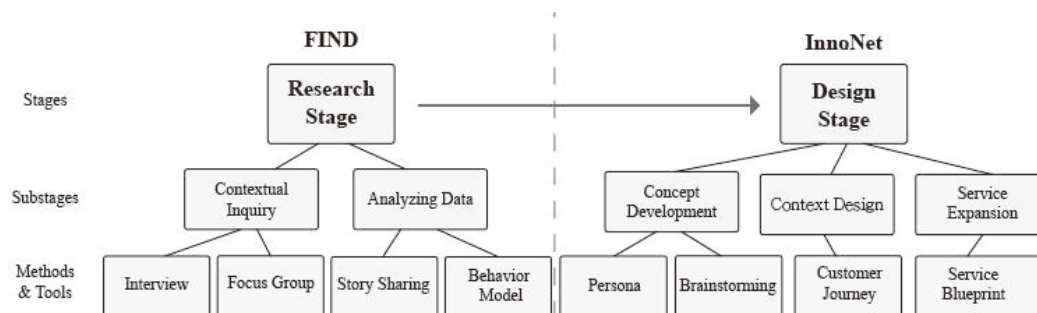 FIND
InnoNet
Stages
Research
Stage
Design
Stage
Substages
Contextual
Inquiry
Analyzing Data
Concept
Development
Context Design
Service
Expansion
Methods
& Tools
Interview
Focus Group
Story Sharing
Behavior
Model
Persona
Brainstorming
Customer
Journey
Service
Blueprint